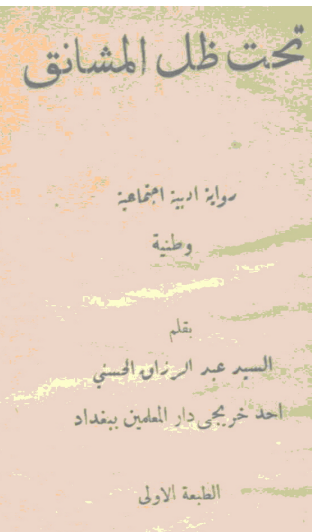 تحت ظل المشانق
رواية ادبية اجتماعية
وطنية
بقلم
السيد عبد الرزاق الحسني
احد خريجي دار المعلمين ببغداد
الطبعة الاولى